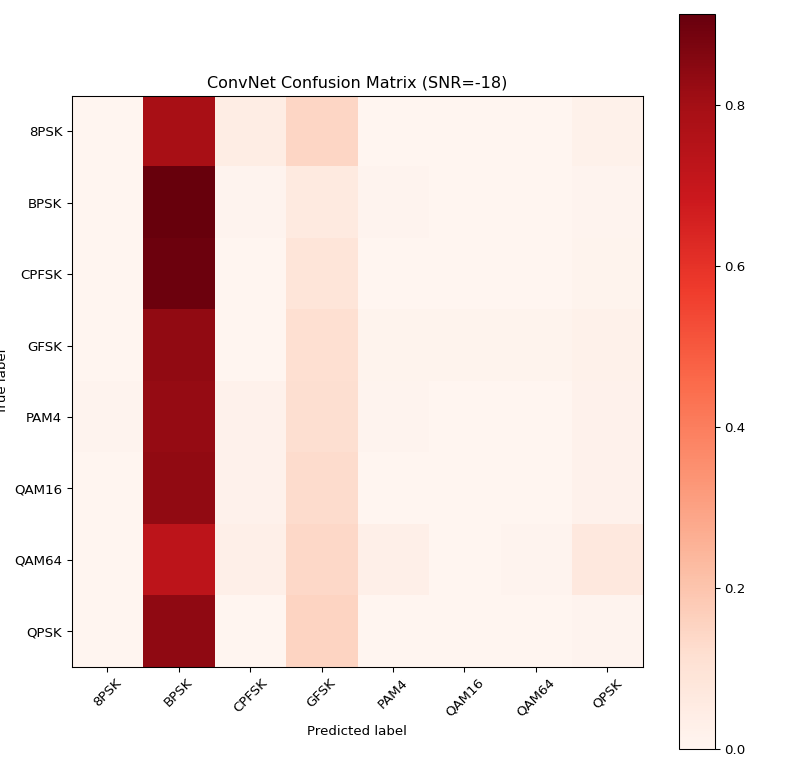 ConvNet Confusion Matrix (SNR=-18)
8PSK
BPSK
CPFSK
GFSK
PAM4
QAM16
QAM64
QPSK
8PSK BPSK CPFSK GFSK PAM4 QAM16 QAM64 QPSK
Predicted label
0.8
0.6
0.4
0.2
0.0